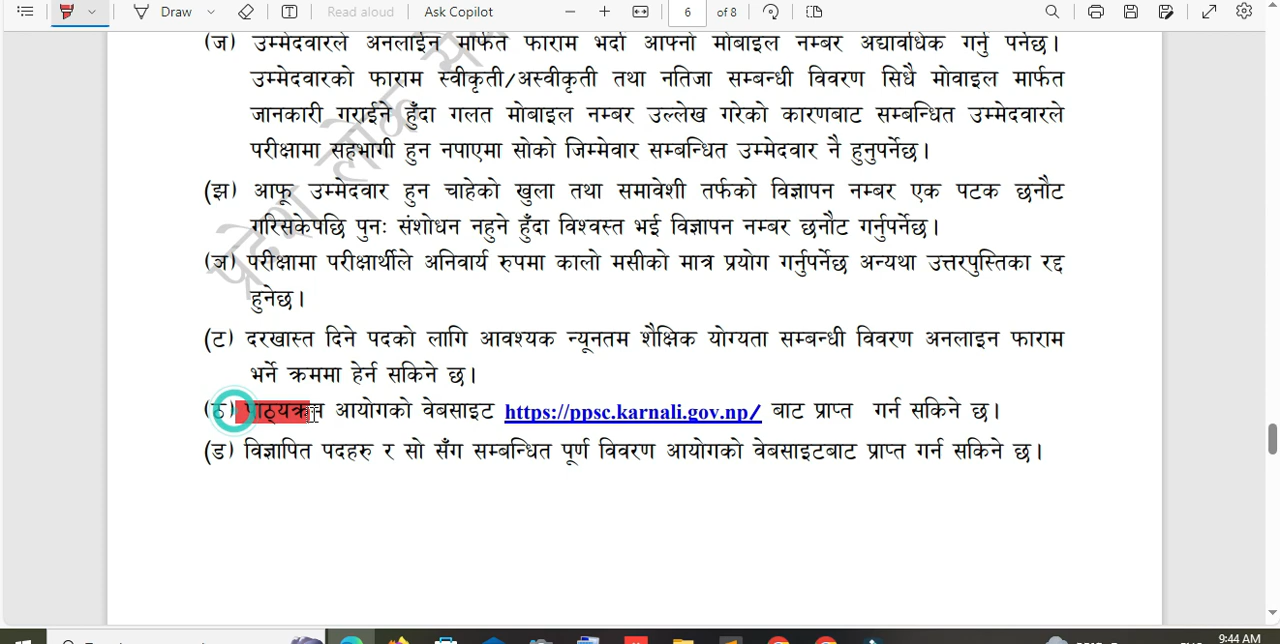 Draw
Read aloud
Ask Copilot
6
of 8
(ज) उम्मेदवारले अनलाईन मार्फत फाराम भर्दा आफ्नो मोबाइल नम्बर अद्यावधिक गर्नु पर्नेछ।
उम्मेदवारको फाराम स्वीकृती/अस्वीकृती तथा नतिजा सम्बन्धी विवरण सिधै मोवाइल मार्फत
जानकारी गराईने हुँदा गलत मोबाइल नम्बर उल्लेख गरेको कारणबाट सम्बन्धित उम्मेदवारले
परीक्षामा सहभागी हुन नपाएमा सोको जिम्मेवार सम्बन्धित उम्मेदवार नै हुनुपर्नेछ।
(झ) आफू उम्मेदवार हुन चाहेको खुला तथा समावेशी तर्फको विज्ञापन नम्बर एक पटक छनौट
गरिसकेपछि पुनः संशोधन नहुने हुँदा विश्वस्त भई विज्ञापन नम्बर छनौट गर्नुपर्नेछ।
(ञ) परीक्षामा परीक्षार्थीले अनिवार्य रुपमा कालो मसीको मात्र प्रयोग गर्नुपर्नेछ अन्यथा उत्तरपुस्तिका रद्द
हुनेछ।
(ट) दरखास्त दिने पदको लागि आवश्यक न्यूनतम शैक्षिक योग्यता सम्बन्धी विवरण अनलाइन फाराम
भर्ने क्रममा हेर्न सकिने छ।
(ठ) पाठ्यक्रम आयोगको वेबसाइट https://ppsc.karnali.gov.np/ बाट प्राप्त गर्न सकिने छ।
(ड) विज्ञापित पदहरु र सो सँग सम्बन्धित पूर्ण विवरण आयोगको वेबसाइटबाट प्राप्त गर्न सकिने छ।
प्रदेश लोक
9:44 AM